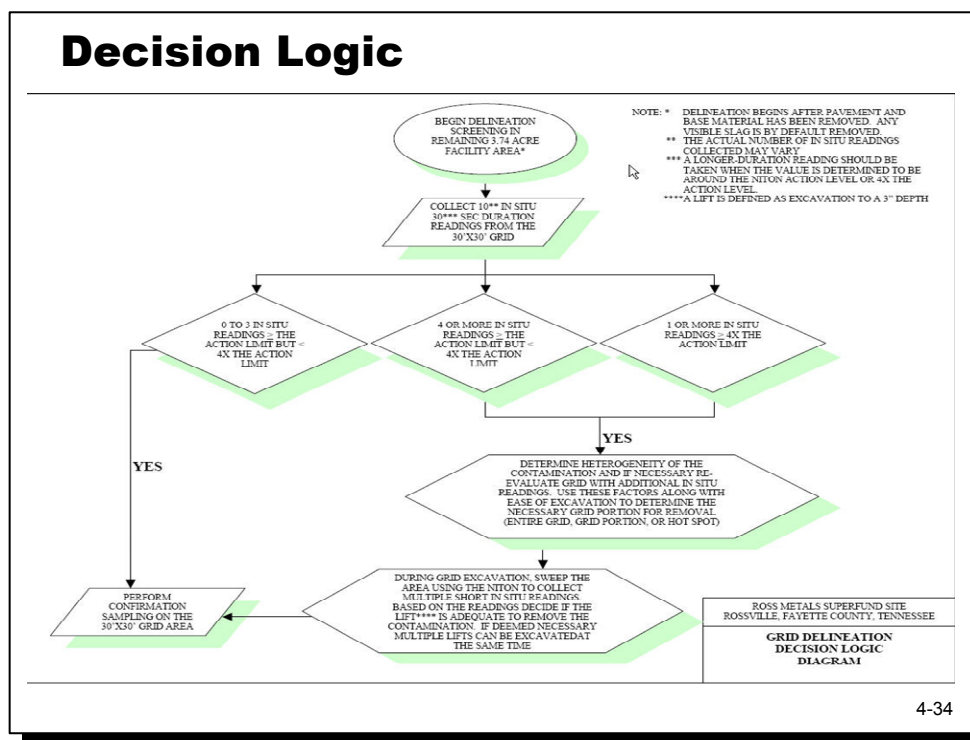 Decision Logic
BEGIN DELINEATION
SCREENING IN
REMAINING 3.74 ACRE
FACILITY AREA*
NOTE: * DELINEATION BEGINS AFTER PAVEMENT AND
BASE MATERIAL HAS BEEN REMOVED. ANY
VISIBLE SLAG IS BY DEFAULT REMOVED.
** THE ACTUAL NUMBER OF IN SITU READINGS
COLLECTED MAY VARY
*** A LONGER-DURATION READING SHOULD BE
TAKEN WHEN THE VALUE IS DETERMINED TO BE
AROUND THE NITON ACTION LEVEL OR 4X THE
ACTION LEVEL.
****A LIFT IS DEFINED AS EXCAVATION TO A 3" DEPTH
COLLECT 10** IN SITU
30*** SEC DURATION
READINGS FROM THE
30'X30' GRID
0 TO 3 IN SITU
READINGS ≥ THE
ACTION LIMIT BUT <
4X THE ACTION
LIMIT
4 OR MORE IN SITU
READINGS ≥ THE
ACTION LIMIT BUT <
4X THE ACTION
LIMIT
1 OR MORE IN SITU
READINGS ≥ 4X THE
ACTION LIMIT
YES
YES
DETERMINE HETEROGENEITY OF THE
CONTAMINATION AND IF NECESSARY RE-
EVALUATE GRID WITH ADDITIONAL IN SITU
READINGS. USE THESE FACTORS ALONG WITH
EASE OF EXCAVATION TO DETERMINE THE
NECESSARY GRID PORTION FOR REMOVAL
(ENTIRE GRID, GRID PORTION, OR HOT SPOT)
DURING GRID EXCAVATION, SWEEP THE
AREA USING THE NITON TO COLLECT
MULTIPLE SHORT IN SITU READINGS.
BASED ON THE READINGS DECIDE IF THE
LIFT**** IS ADEQUATE TO REMOVE THE
CONTAMINATION. IF DEEMED NECESSARY
MULTIPLE LIFTS CAN BE EXCAVATEDAT
THE SAME TIME
PERFORM
CONFIRMATION
SAMPLING ON THE
30'X30' GRID AREA
ROSS METALS SUPERFUND SITE
ROSSVILLE, FAYETTE COUNTY, TENNESSEE
GRID DELINEATION
DECISION LOGIC
DIAGRAM
4-34